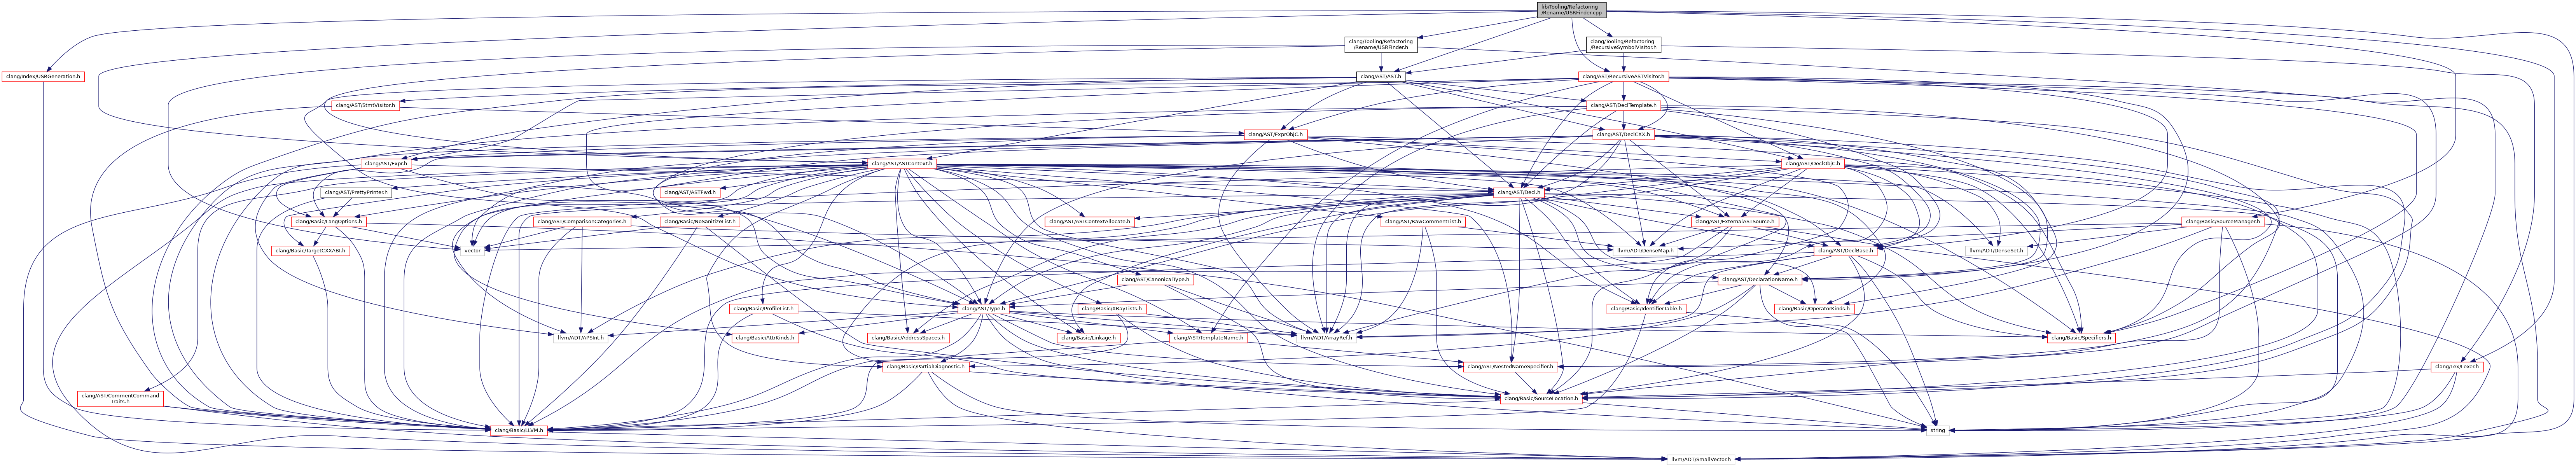 lib/Tooling/Refactoring
/Rename/USRFinder.cpp
clang/Tooling/Refactoring
/Rename/USRFinder.h
clang/Tooling/Refactoring
/RecursiveSymbolVisitor.h
clang/Index/USRGeneration.h
clang/AST/AST.h
clang/AST/RecursiveASTVisitor.h
clang/AST/StmtVisitor.h
clang/AST/DeclTemplate.h
clang/AST/ExprObjC.h
clang/AST/DeclCXX.h
clang/AST/Expr.h
clang/AST/ASTContext.h
clang/AST/DeclObjC.h
clang/AST/PrettyPrinter.h
clang/AST/ASTFwd.h
clang/AST/Decl.h
clang/Basic/LangOptions.h
clang/AST/ComparisonCategories.h
clang/Basic/NoSanitizeList.h
clang/AST/ASTContextAllocate.h
clang/AST/RawCommentList.h
clang/AST/ExternalASTSource.h
clang/Basic/SourceManager.h
clang/Basic/TargetCXXABI.h
vector
llvm/ADT/DenseMap.h
clang/AST/DeclBase.h
llvm/ADT/DenseSet.h
clang/AST/CanonicalType.h
clang/AST/DeclarationName.h
clang/Basic/ProfileList.h
clang/AST/Type.h
clang/Basic/XRayLists.h
clang/Basic/IdentifierTable.h
clang/Basic/OperatorKinds.h
llvm/ADT/APSInt.h
clang/Basic/AttrKinds.h
clang/Basic/AddressSpaces.h
clang/Basic/Linkage.h
clang/AST/TemplateName.h
llvm/ADT/ArrayRef.h
clang/Basic/Specifiers.h
clang/Basic/PartialDiagnostic.h
clang/AST/NestedNameSpecifier.h
clang/Lex/Lexer.h
clang/AST/CommentCommand
Traits.h
clang/Basic/SourceLocation.h
clang/Basic/LLVM.h
string
llvm/ADT/SmallVector.h